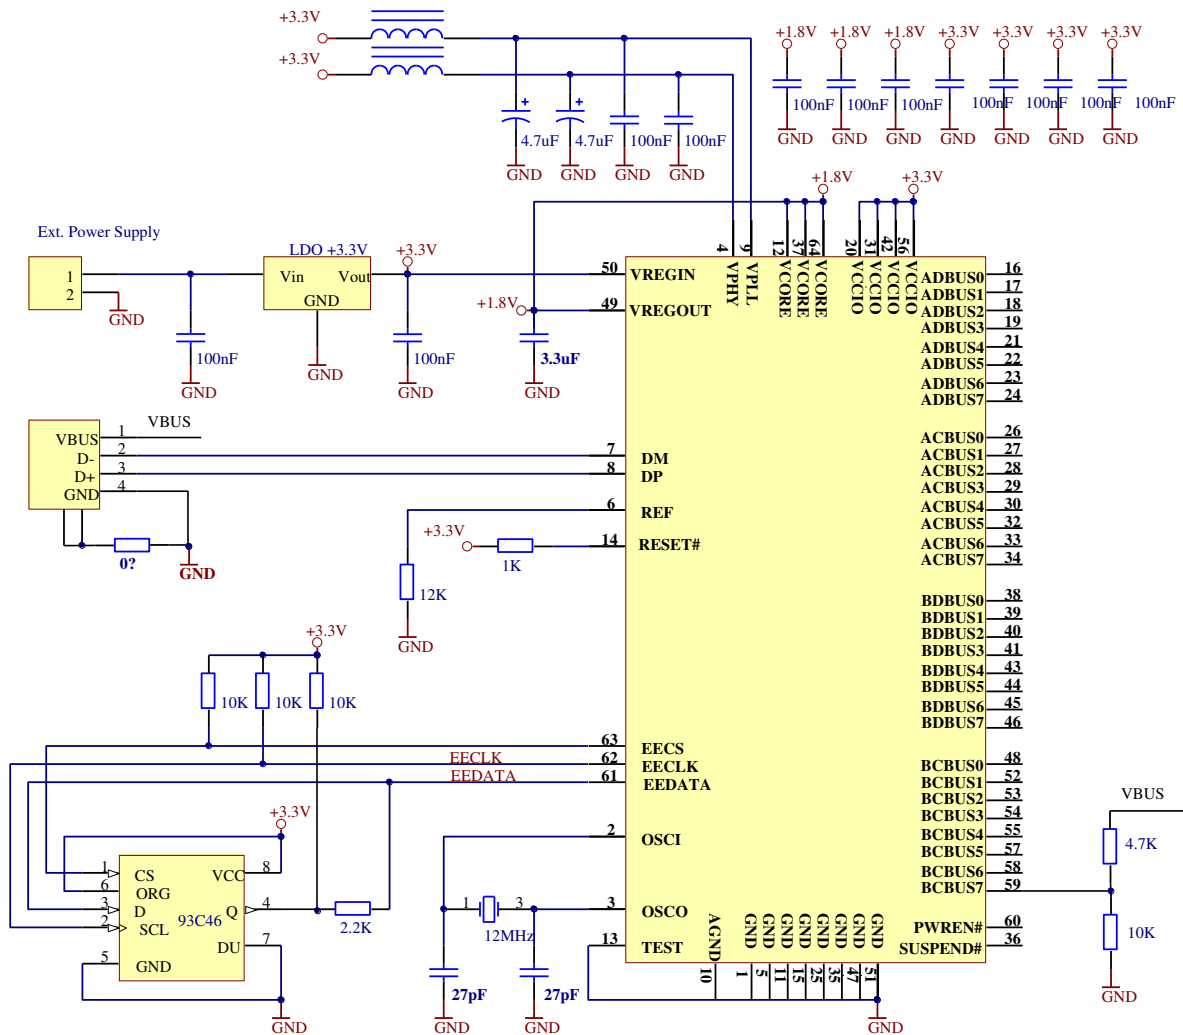 +3.3V
+3.3V
4.7uF 4.7uF 100nF 100nF
GND GND GND GND
+1.8V +1.8V +1.8V +3.3V +3.3V +3.3V +3.3V
100nF 100nF 100nF 100nF 100nF 100nF 100nF
GND GND GND GND GND GND GND
+1.8V +3.3V
Ext. Power Supply
1
2
GND
LDO +3.3V
Vin Vout
GND
+3.3V
100nF
GND
GND
100nF
GND
+1.8V
3.3uF
GND
4 9 12 37 64 20 31 42 56
VPHY VPLL VCORE VCORE VCORE VCCIO VCCIO VCCIO VCCIO
50 VREGIN
49 VREGOUT
7 DM
8 DP
6 REF
14 RESET#
63 EECS
62 EECLK
61 EEDATA
2 OSCI
3 OSCO
13 TEST
ADBUS0 16
ADBUS1 17
ADBUS2 18
ADBUS3 19
ADBUS4 21
ADBUS5 22
ADBUS6 23
ADBUS7 24
ACBUS0 26
ACBUS1 27
ACBUS2 28
ACBUS3 29
ACBUS4 30
ACBUS5 32
ACBUS6 33
ACBUS7 34
BDBUS0 38
BDBUS1 39
BDBUS2 40
BDBUS3 41
BDBUS4 43
BDBUS5 44
BDBUS6 45
BDBUS7 46
BCBUS0 48
BCBUS1 52
BCBUS2 53
BCBUS3 54
BCBUS4 55
BCBUS5 57
BCBUS6 58
BCBUS7 59
PWREN# 60
SUSPEND# 36
AGND GND GND GND GND GND GND GND GND
10 1 5 11 15 25 35 47 51
GND
VBUS 1 VBUS
D- 2
D+ 3
GND 4
0?
GND
+3.3V
1K
12K
GND
+3.3V
10K 10K 10K
EECLK
EEDATA
+3.3V
1 CS VCC 8
6 ORG
3 D Q 4
93C46
2 SCL
DU 7
5 GND
2.2K
GND
1 3
12MHz
27pF 27pF
GND GND
VBUS
4.7K
10K
GND